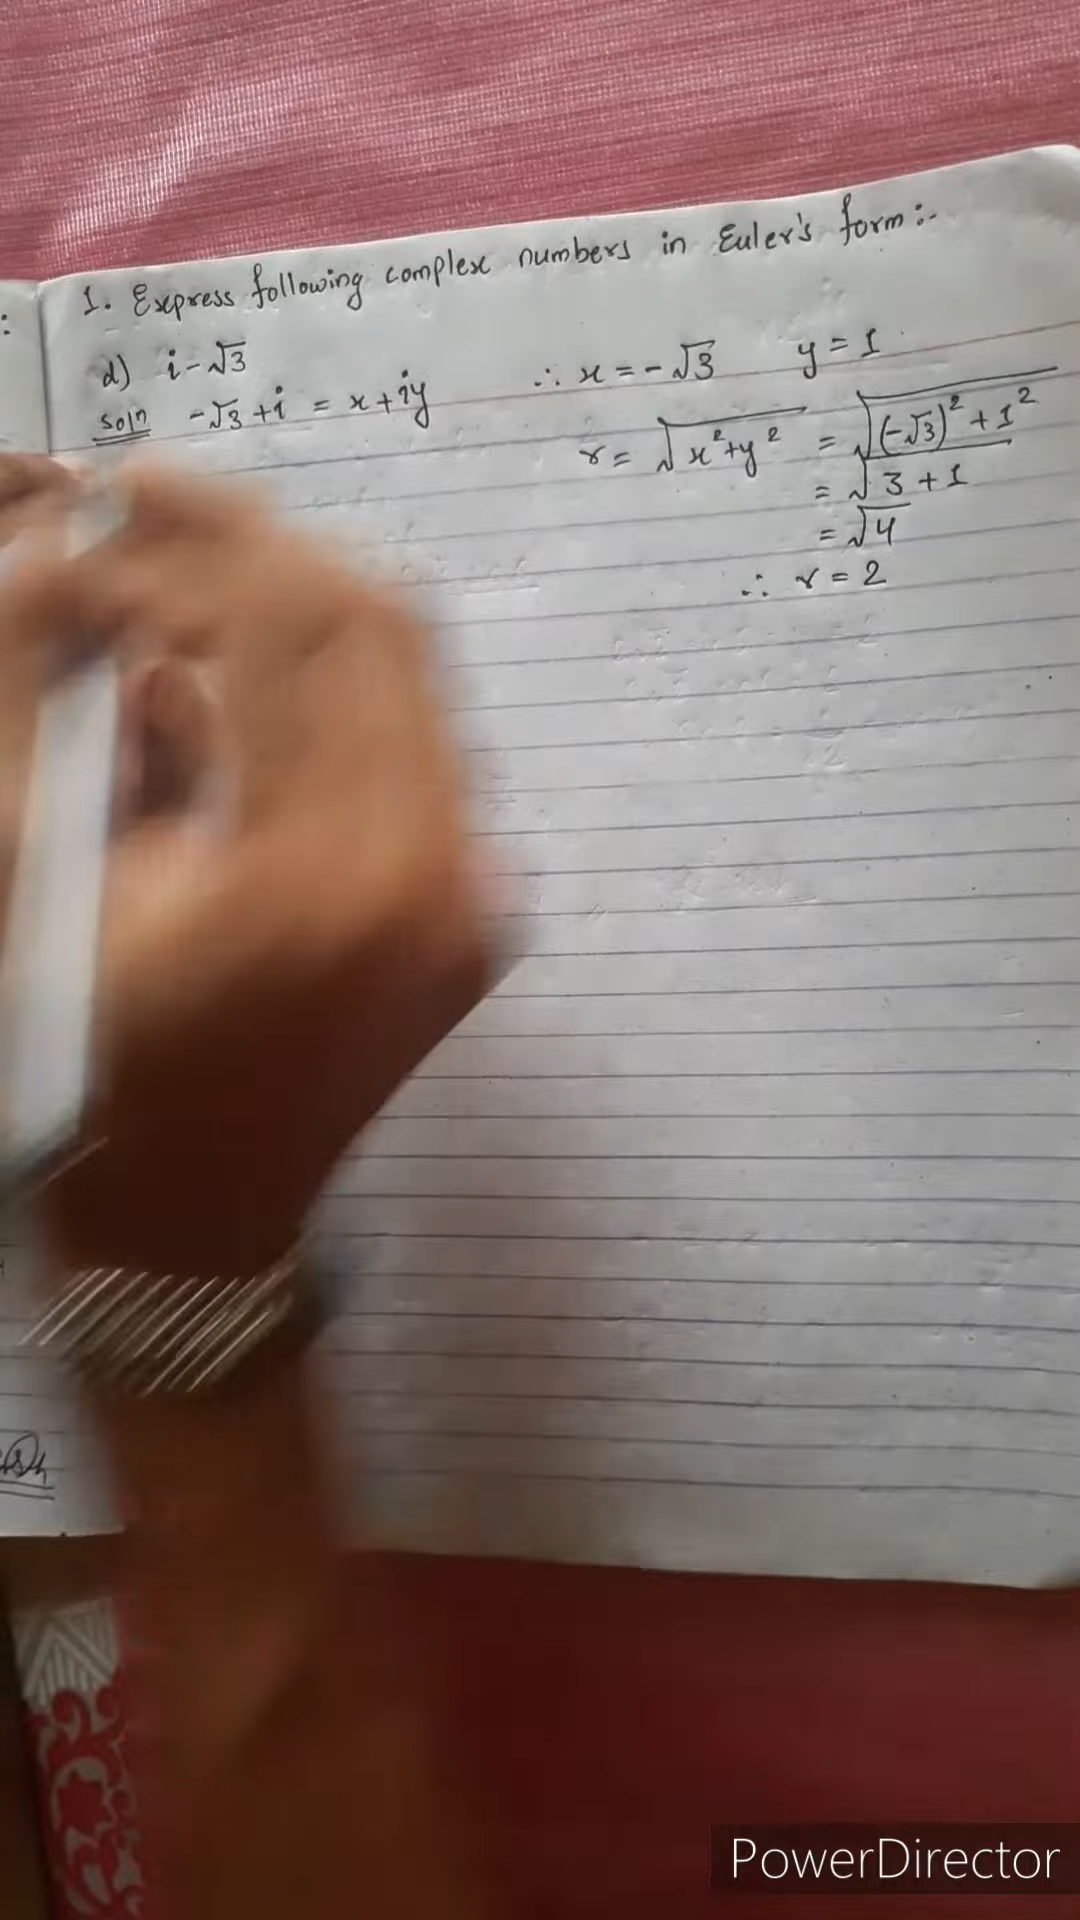 1. Express following complex numbers in Euler's form :-
d) i-√3
soln -√3+i = x+iy ∴ x = -√3 y = 1
r = √x²+y² = √(-√3)²+1²
= √3+1
= √4
∴ r = 2
PowerDirector